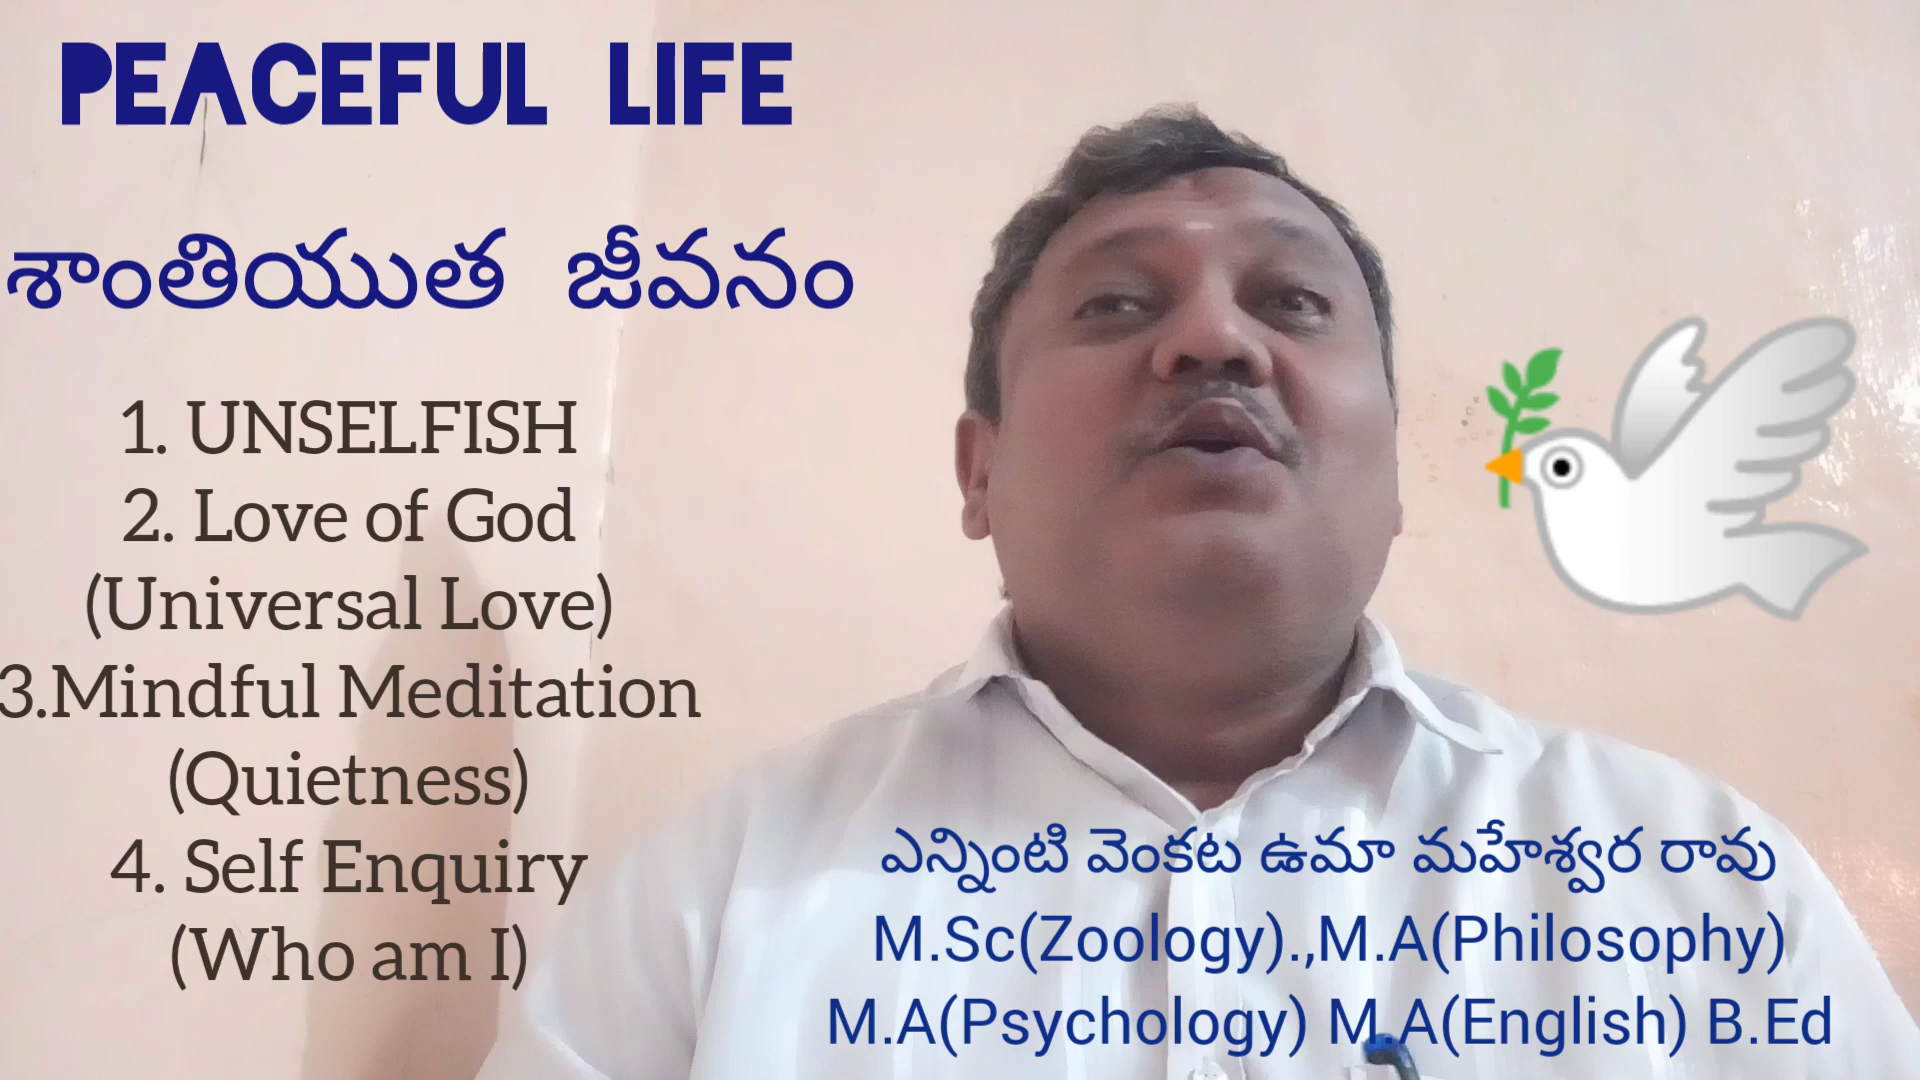 PEACEFUL LIFE
శాంతియుత జీవనం
1. UNSELFISH
2. Love of God
(Universal Love)
3.Mindful Meditation
(Quietness)
4. Self Enquiry
(Who am I)
ఎన్నింటి వెంకట ఉమా మహేశ్వర రావు
M.Sc(Zoology).,M.A(Philosophy)
M.A(Psychology) M.A(English) B.Ed